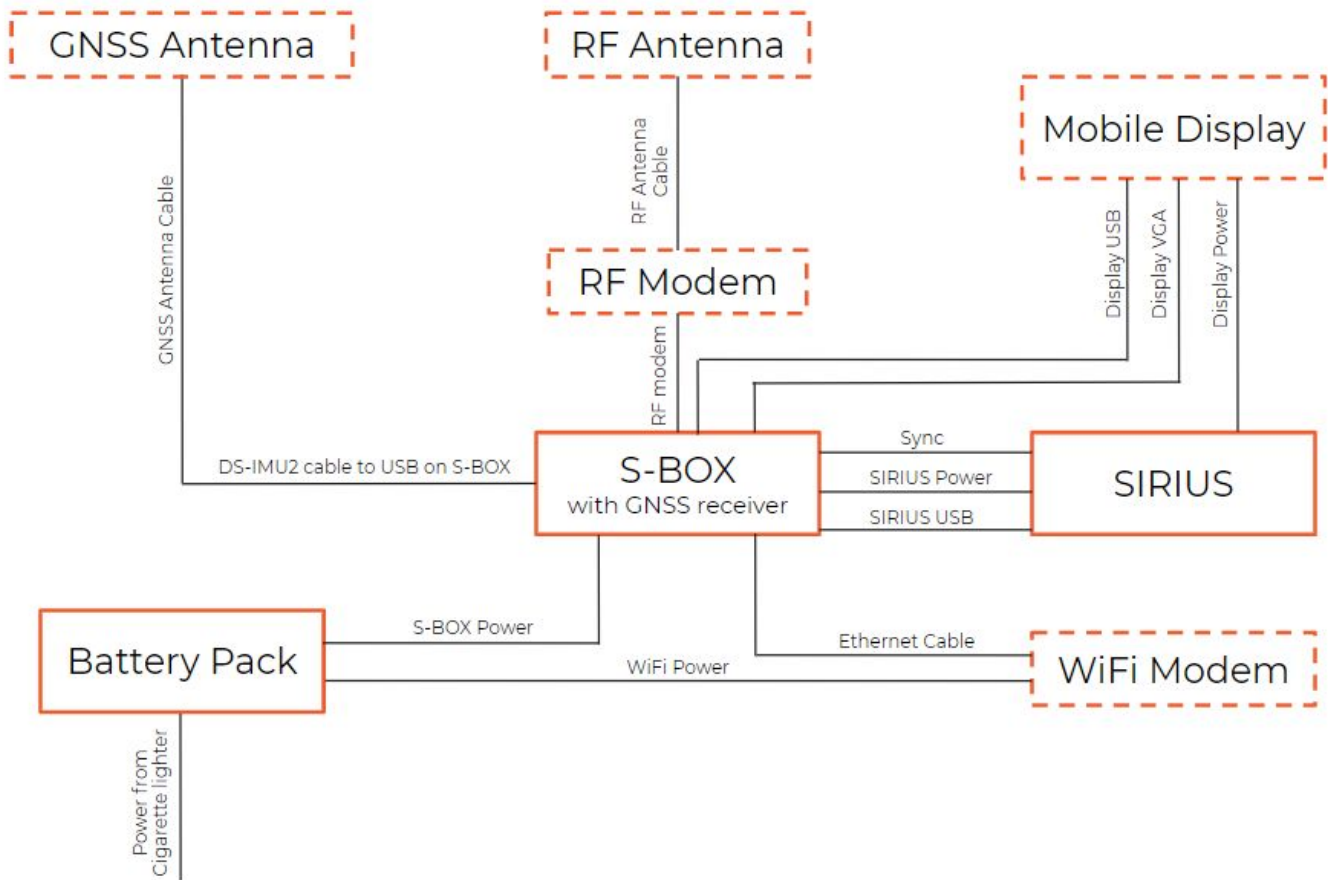 GNSS Antenna
RF Antenna
Mobile Display
GNSS Antenna Cable
RF Antenna
Cable
Display USB
Display VGA
Display Power
RF Modem
RF modem
DS-IMU2 cable to USB on S-BOX
S-BOX
with GNSS receiver
Sync
SIRIUS Power
SIRIUS USB
SIRIUS
Battery Pack
S-BOX Power
WiFi Power
Ethernet Cable
WiFi Modem
Power from
Cigarette lighter